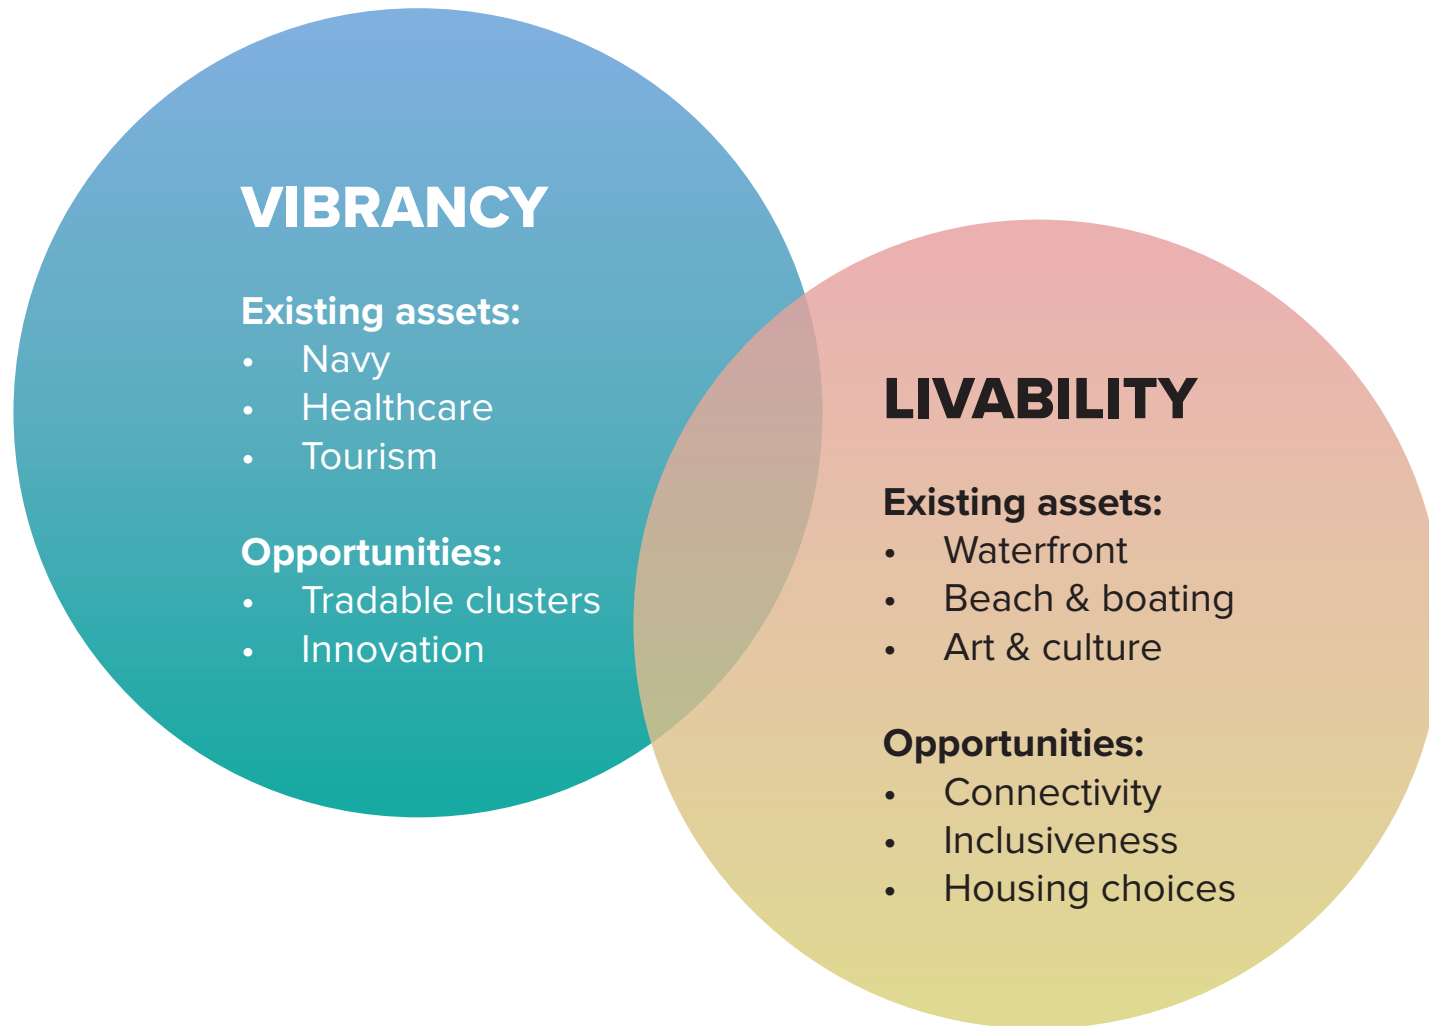 VIBRANCY
Existing assets:
• Navy
• Healthcare
• Tourism
Opportunities:
• Tradable clusters
• Innovation
LIVABILITY
Existing assets:
• Waterfront
• Beach & boating
• Art & culture
Opportunities:
• Connectivity
• Inclusiveness
• Housing choices